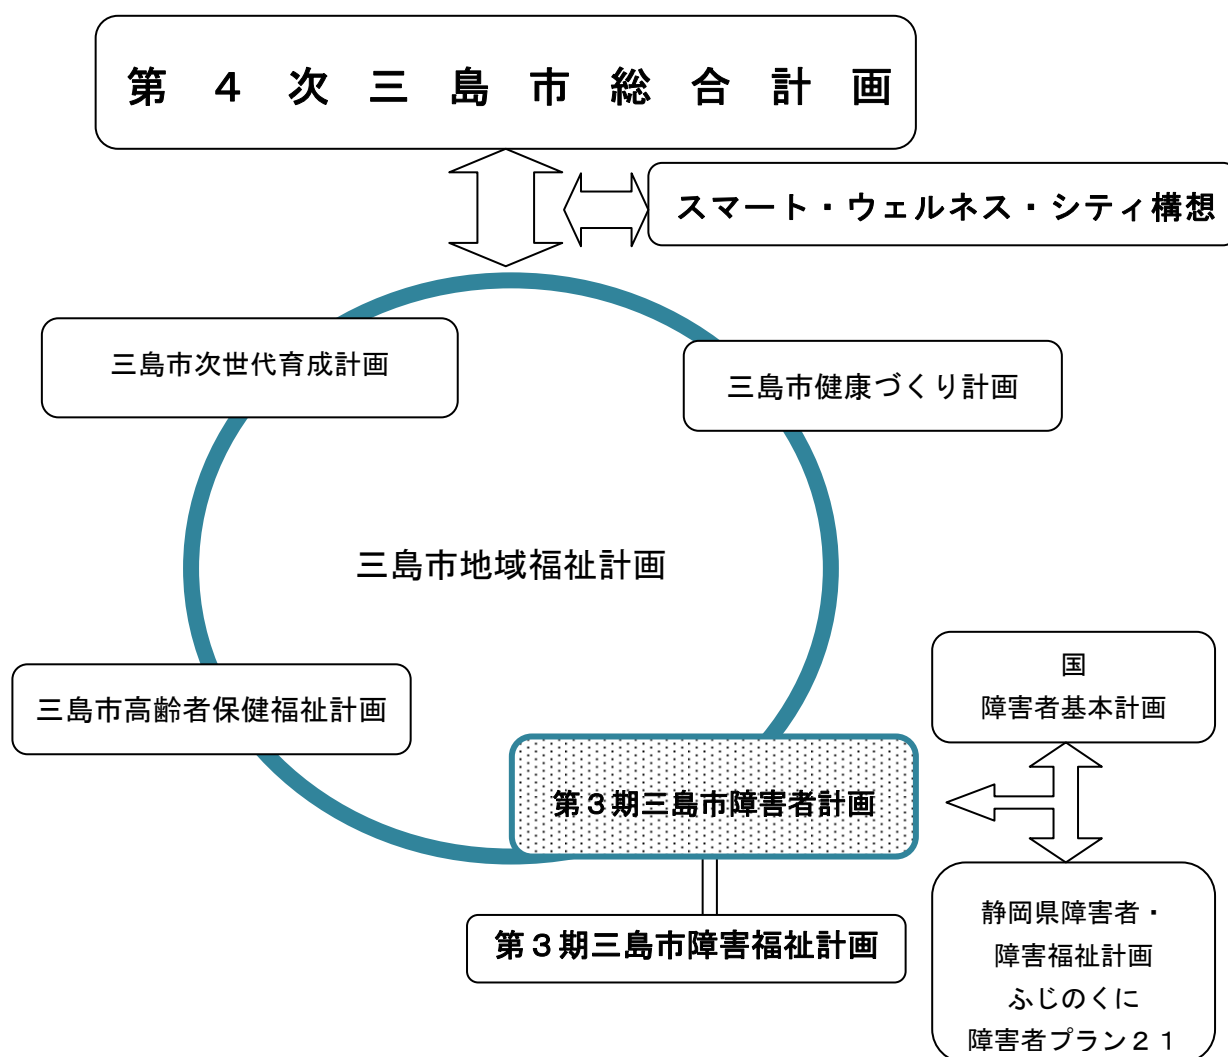 第４次三島市総合計画
スマート・ウェルネス・シティ構想
三島市次世代育成計画
三島市健康づくり計画
三島市地域福祉計画
三島市高齢者保健福祉計画
国
障害者基本計画
第３期三島市障害者計画
第３期三島市障害福祉計画
静岡県障害者・
障害福祉計画
ふじのくに
障害者プラン２１